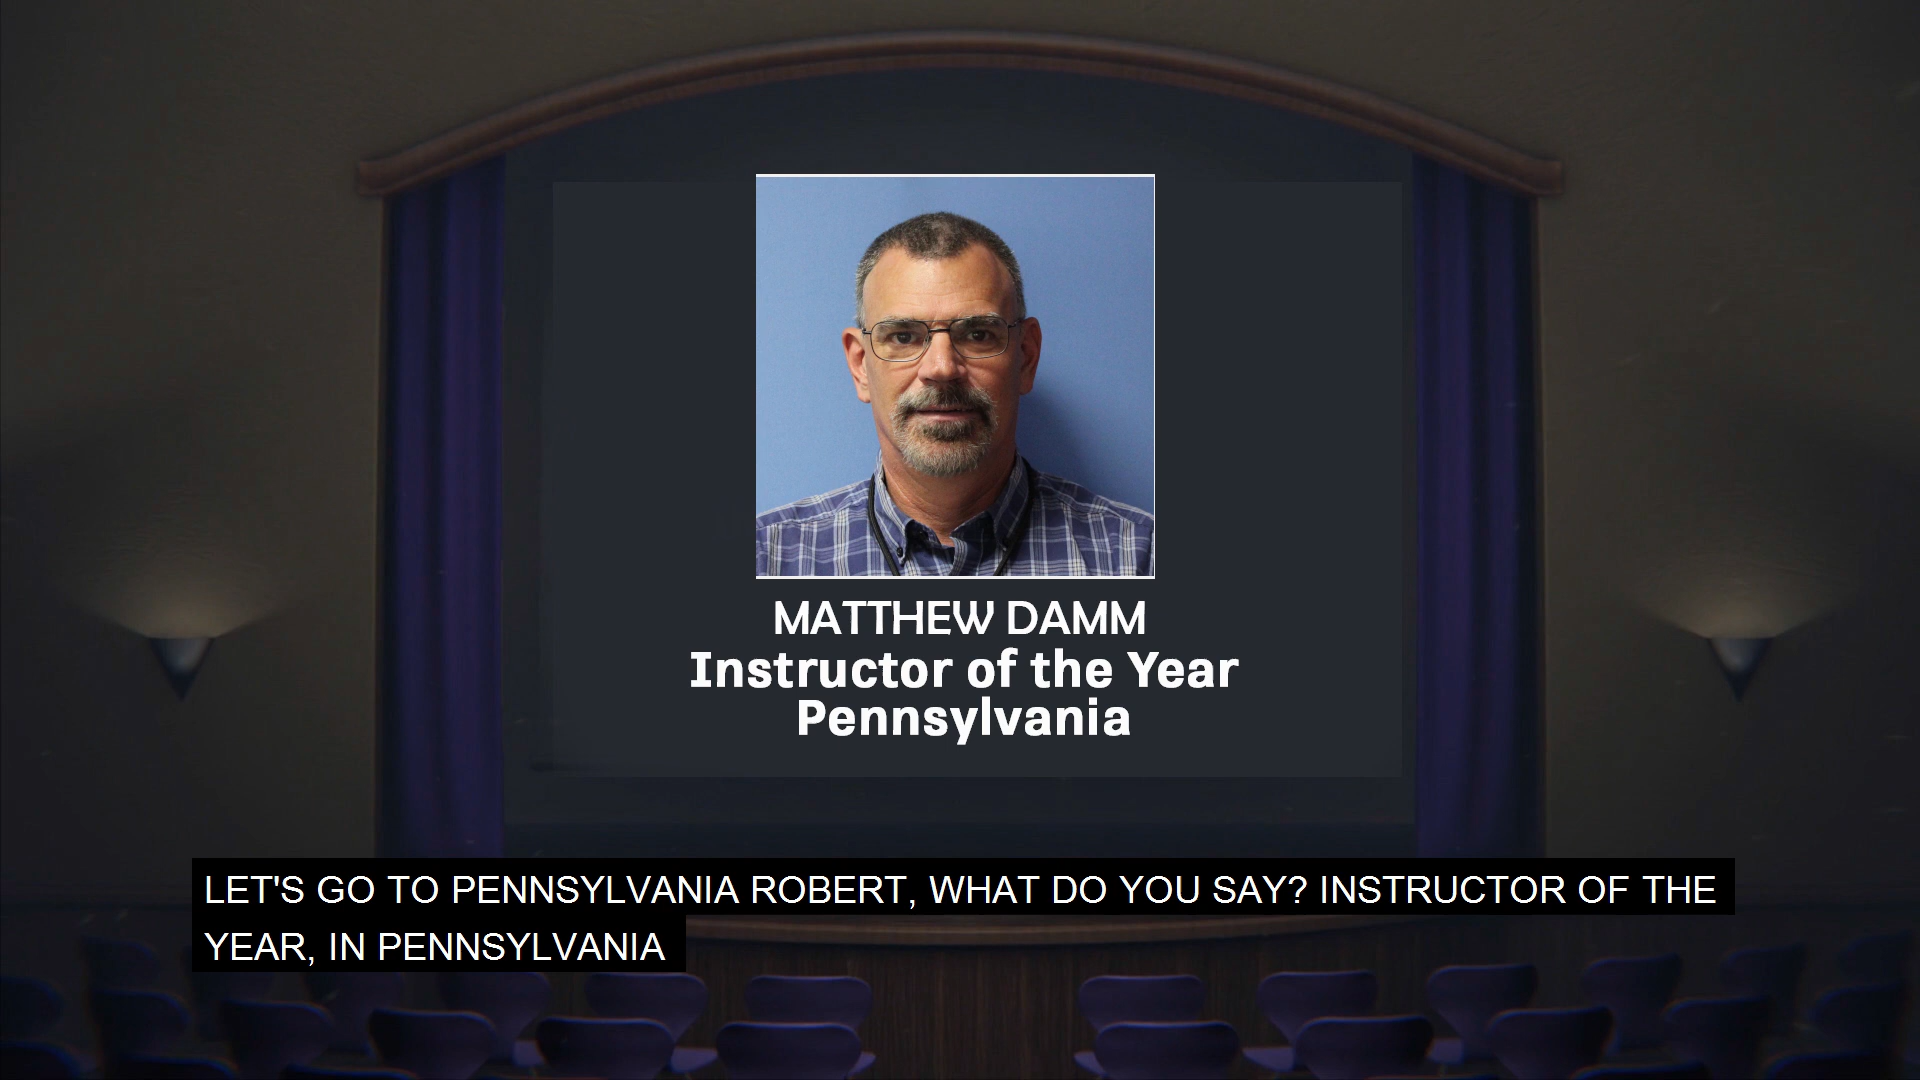 MATTHEW DAMM
Instructor of the Year
Pennsylvania
LET'S GO TO PENNSYLVANIA ROBERT, WHAT DO YOU SAY? INSTRUCTOR OF THE
YEAR, IN PENNSYLVANIA